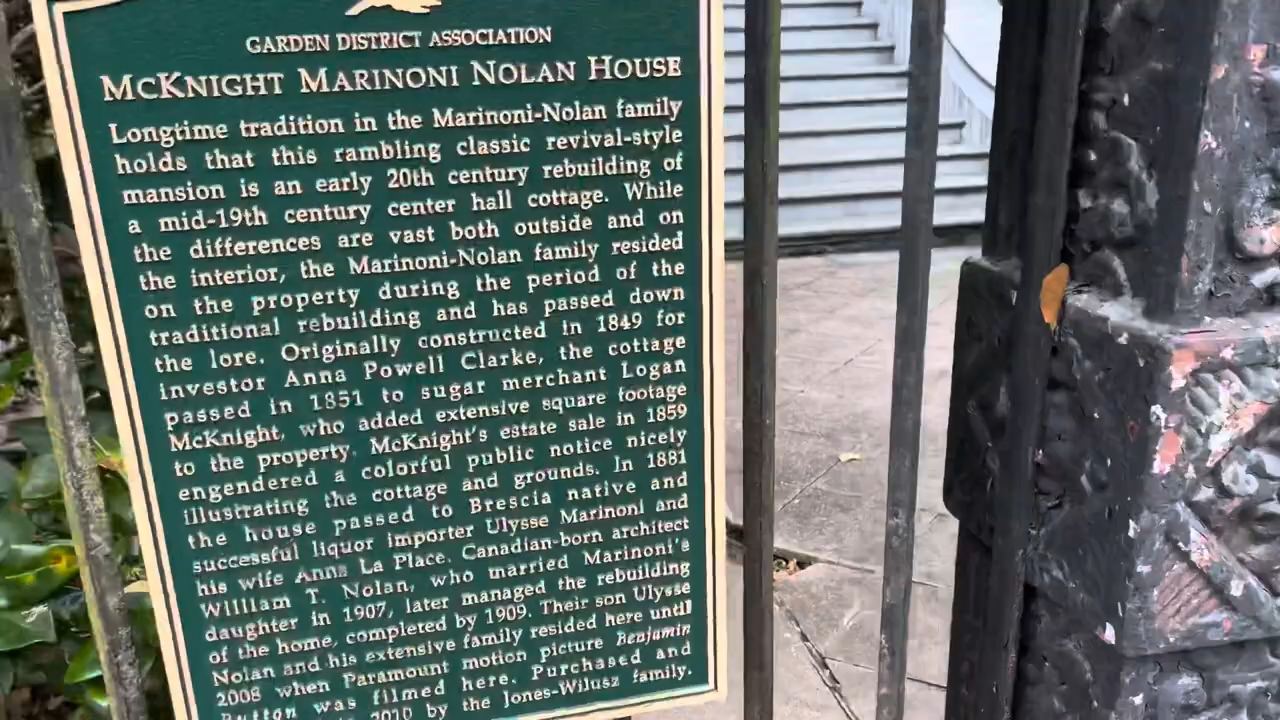 GARDEN DISTRICT ASSOCIATION
MCKNIGHT MARINONI NOLAN HOUSE
Longtime tradition in the Marinoni-Nolan family
holds that this rambling classic revival-style
mansion is an early 20th century rebuilding of
a mid-19th century center hall cottage. While
the differences are vast both outside and on
the interior, the Marinoni-Nolan family resided
on the property during the period of the
traditional rebuilding and has passed down
the lore. Originally constructed in 1849 for
investor Anna Powell Clarke, the cottage
passed in 1851 to sugar merchant Logan
McKnight, who added extensive square footage
to the property. McKnight's estate sale in 1859
engendered a colorful public notice nicely
illustrating the cottage and grounds. In 1881
the house passed to Brescia native and
successful liquor importer Ulysse Marinoni and
his wife Anna La Place. Canadian-born architect
William T. Nolan, who married Marinoni's
daughter in 1907, later managed the rebuilding
of the home, completed by 1909. Their son Ulysse
Nolan and his extensive family resided here until
2008 when Paramount motion picture Benjamin
Button was filmed here. Purchased and
2010 by the Jones-Wilusz family.